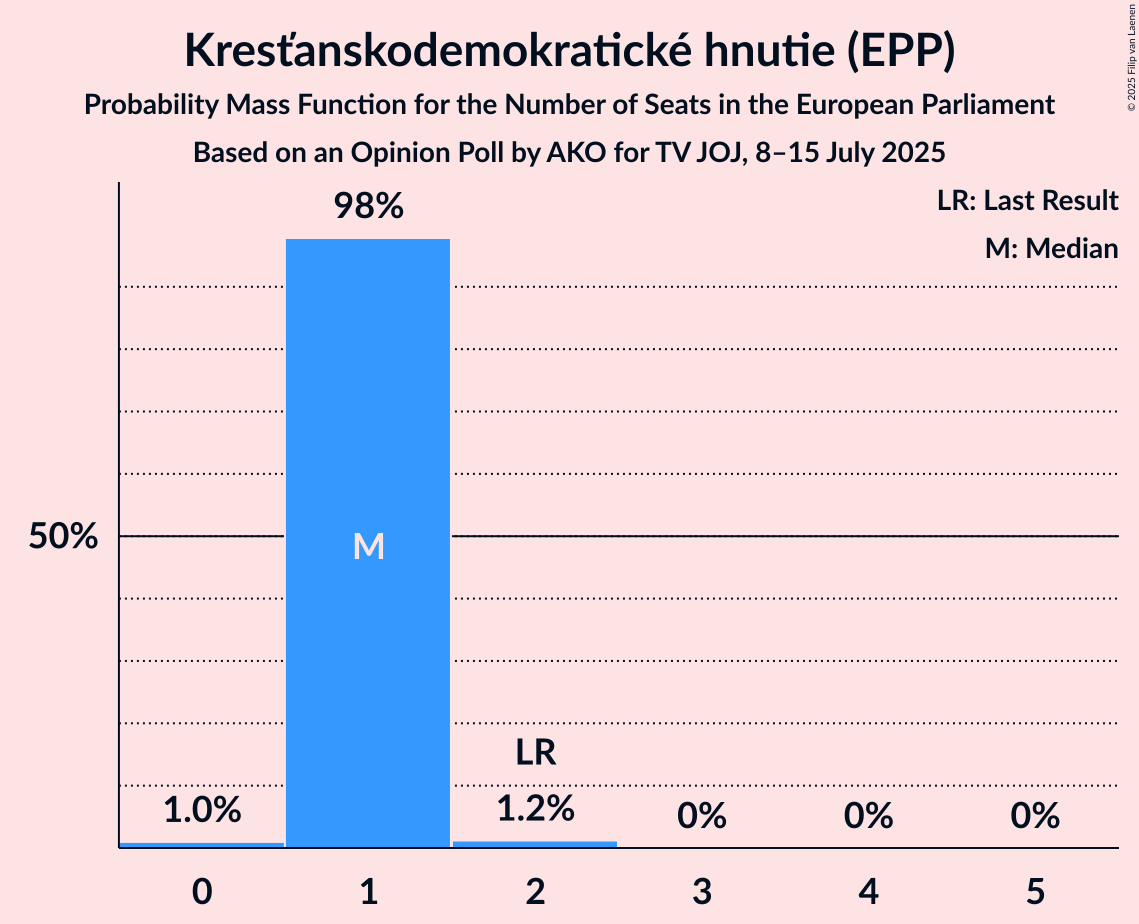 Kresťanskodemokratické hnutie (EPP)
Probability Mass Function for the Number of Seats in the European Parliament
Based on an Opinion Poll by AKO for TV JOJ, 8–15 July 2025
© 2025 Filip van Laenen
LR: Last Result
M: Median
98%
50%
M
LR
1.0%
1.2%
0%
0%
0%
0
1
2
3
4
5